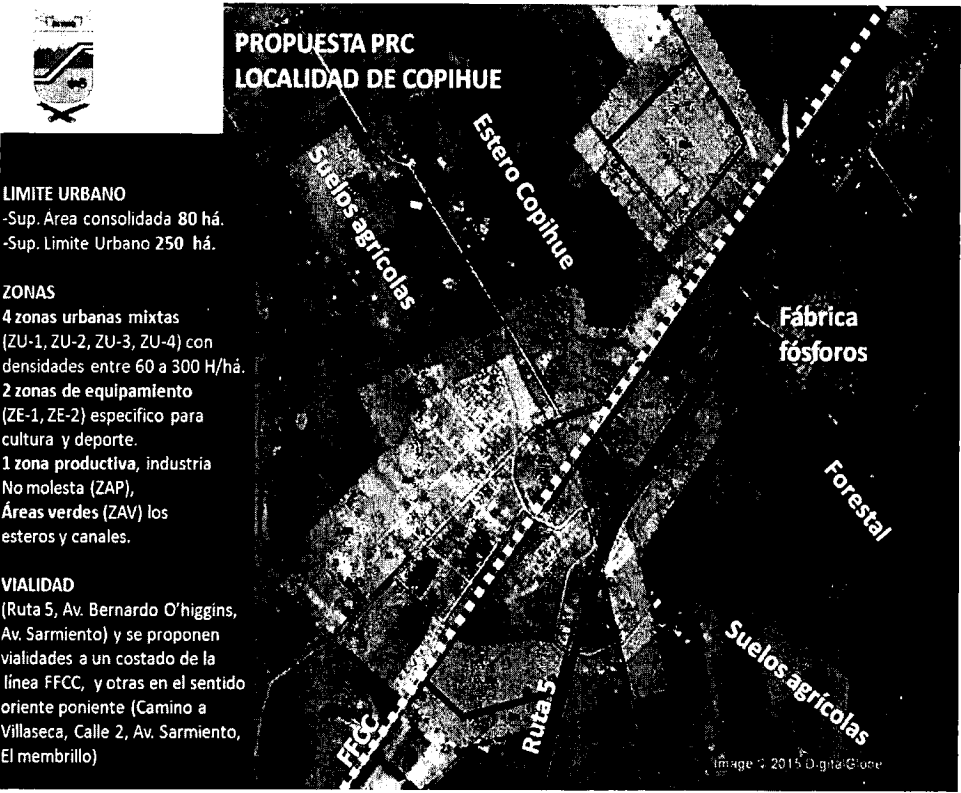 PROPUESTA PRC
LOCALIDAD DE COPIHUE
LIMITE URBANO
-Sup. Área consolidada 80 há.
-Sup. Limite Urbano 250 há.
ZONAS
4 zonas urbanas mixtas
(ZU-1, ZU-2, ZU-3, ZU-4) con
densidades entre 60 a 300 H/há.
2 zonas de equipamiento
(ZE-1, ZE-2) especifico para
cultura y deporte.
1 zona productiva, industria
No molesta (ZAP),
Áreas verdes (ZAV) los
esteros y canales.
VIALIDAD
(Ruta 5, Av. Bernardo O'higgins,
Av. Sarmiento) y se proponen
vialidades a un costado de la
línea FFCC, y otras en el sentido
oriente poniente (Camino a
Villaseca, Calle 2, Av. Sarmiento,
El membrillo)
Suelos agrícolas
Estero Copihue
Fábrica
fósforos
Forestal
Suelos agrícolas
FFCC
Ruta 5
Image © 2015 DigitalGlobe